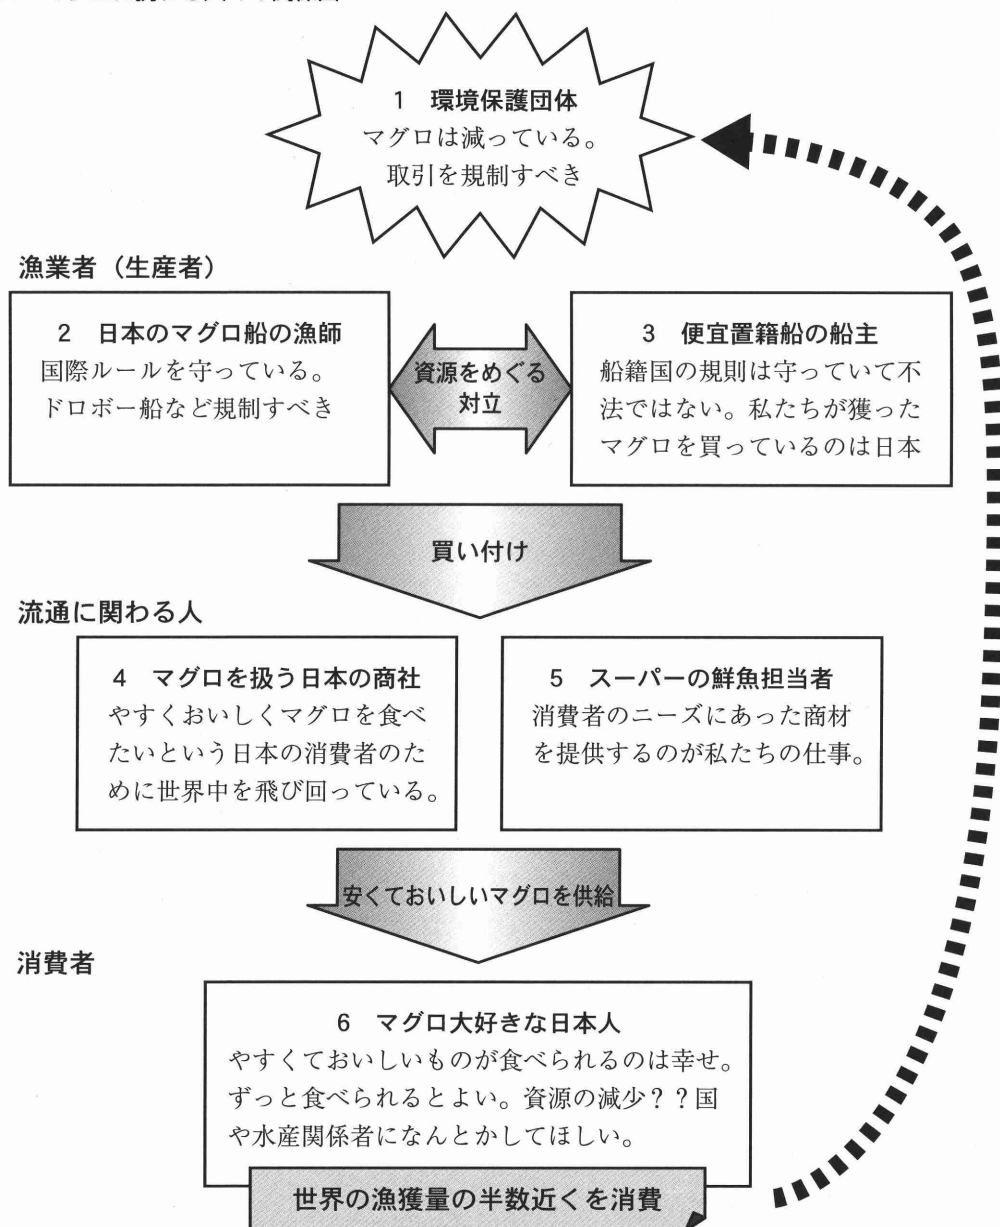 1 環境保護団体
マグロは減っている。
取引を規制すべき
漁業者（生産者）
2 日本のマグロ船の漁師
国際ルールを守っている。
ドロボー船など規制すべき
資源をめぐる
対立
3 便宜置籍船の船主
船籍国の規則は守っていて不
法ではない。私たちが獲った
マグロを買っているのは日本
買い付け
流通に関わる人
4 マグロを扱う日本の商社
やすくおいしくマグロを食べ
たいという日本の消費者のた
めに世界中を飛び回っている。
5 スーパーの鮮魚担当者
消費者のニーズにあった商材
を提供するのが私たちの仕事。
安くておいしいマグロを供給
消費者
6 マグロ大好きな日本人
やすくておいしいものが食べられるのは幸せ。
ずっと食べられるとよい。資源の減少？？国
や水産関係者になんとかしてほしい。
世界の漁獲量の半数近くを消費